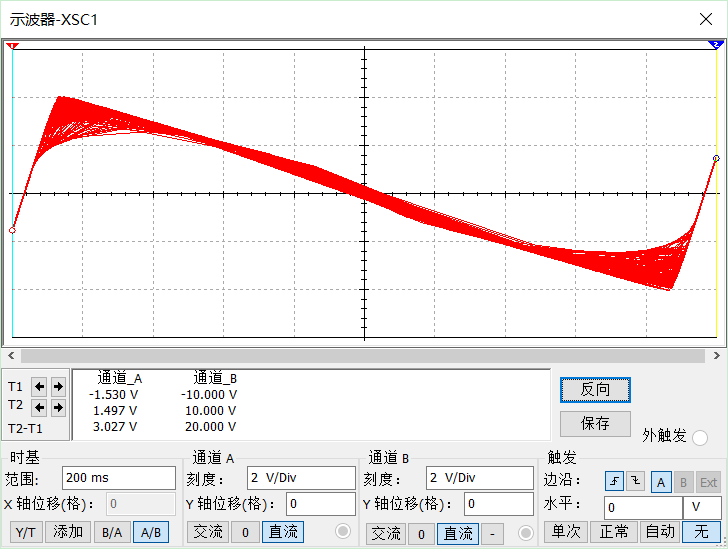 示波器-XSC1
1
2
T1
T2
T2-T1
通道_A 通道_B
-1.530 V -10.000 V
1.497 V 10.000 V
3.027 V 20.000 V
反向
保存
外触发
时基
范围: 200 ms
X 轴位移(格): 0
Y/T 添加 B/A A/B
通道 A
刻度: 2 V/Div
Y 轴位移(格): 0
交流 0 直流
通道 B
刻度: 2 V/Div
Y 轴位移(格): 0
交流 0 直流 -
触发
边沿: A B Ext
水平: 0 V
单次 正常 自动 无